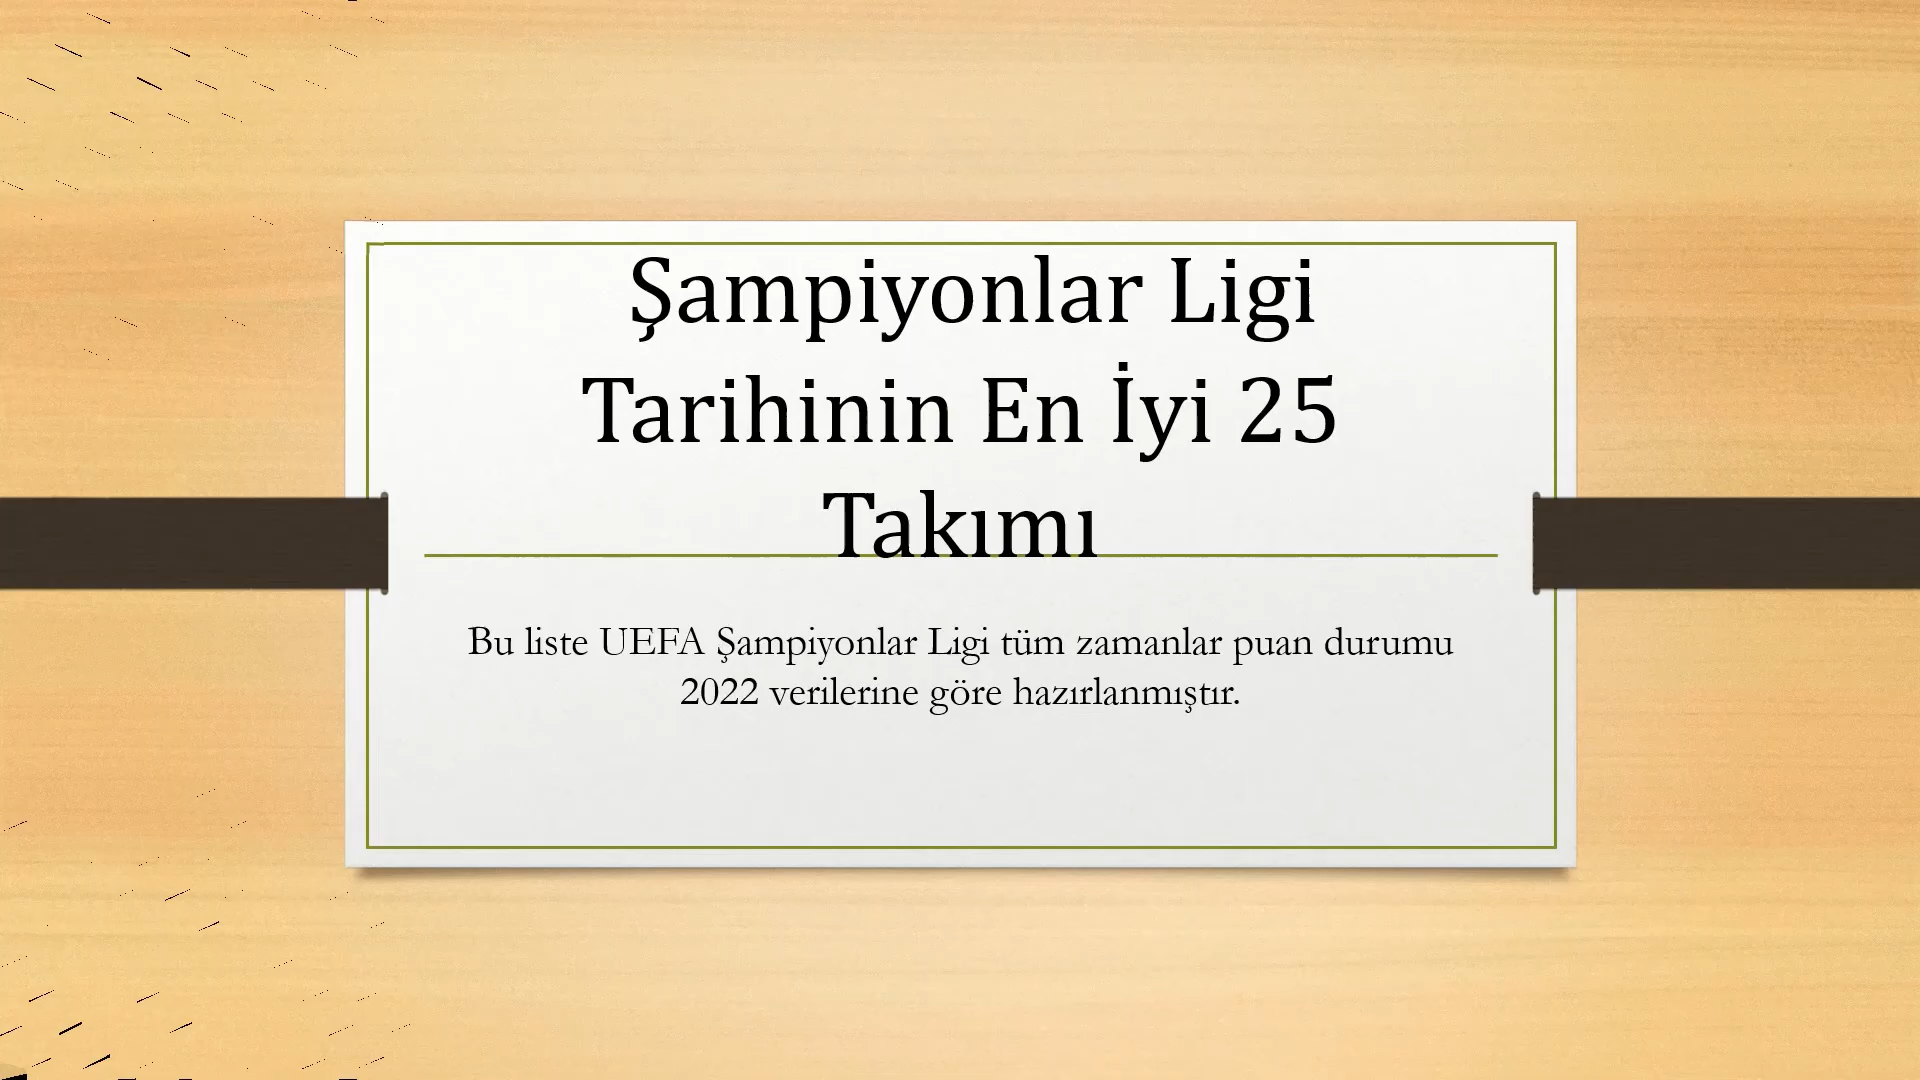 Şampiyonlar Ligi
Tarihinin En İyi 25
Takımı
Bu liste UEFA Şampiyonlar Ligi tüm zamanlar puan durumu
2022 verilerine göre hazırlanmıştır.